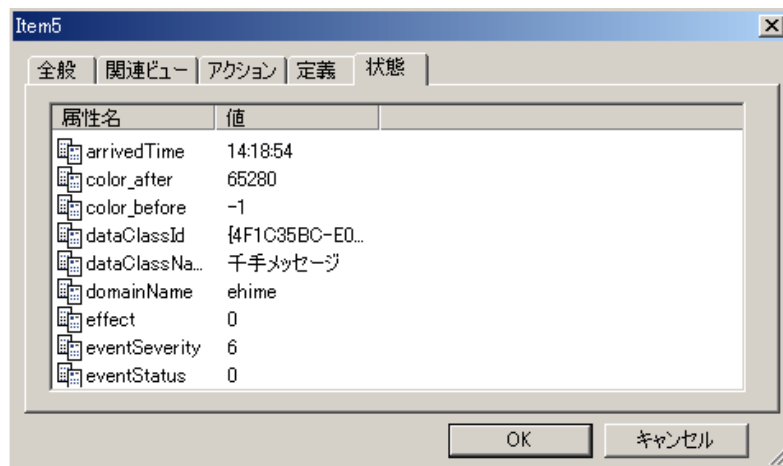 Item5
全般 関連ビュー アクション 定義 状態
属性名 値
arrivedTime 14:18:54
color_after 65280
color_before -1
dataClassId {4F1C35BC-E0...
dataClassNa... 千手メッセージ
domainName ehime
effect 0
eventSeverity 6
eventStatus 0
OK キャンセル